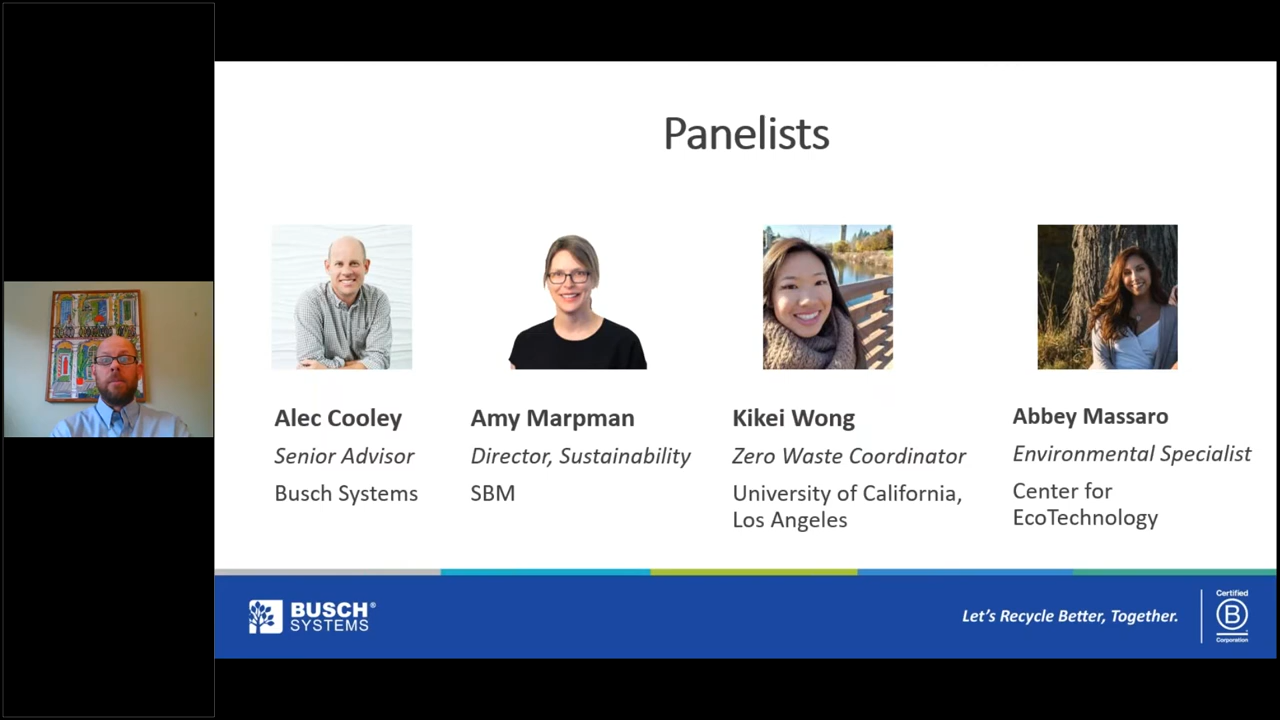 Panelists
Alec Cooley
Senior Advisor
Busch Systems
Amy Marpman
Director, Sustainability
SBM
Kikei Wong
Zero Waste Coordinator
University of California,
Los Angeles
Abbey Massaro
Environmental Specialist
Center for
EcoTechnology
BUSCH®
SYSTEMS
Let's Recycle Better, Together.
Certified
B
Corporation